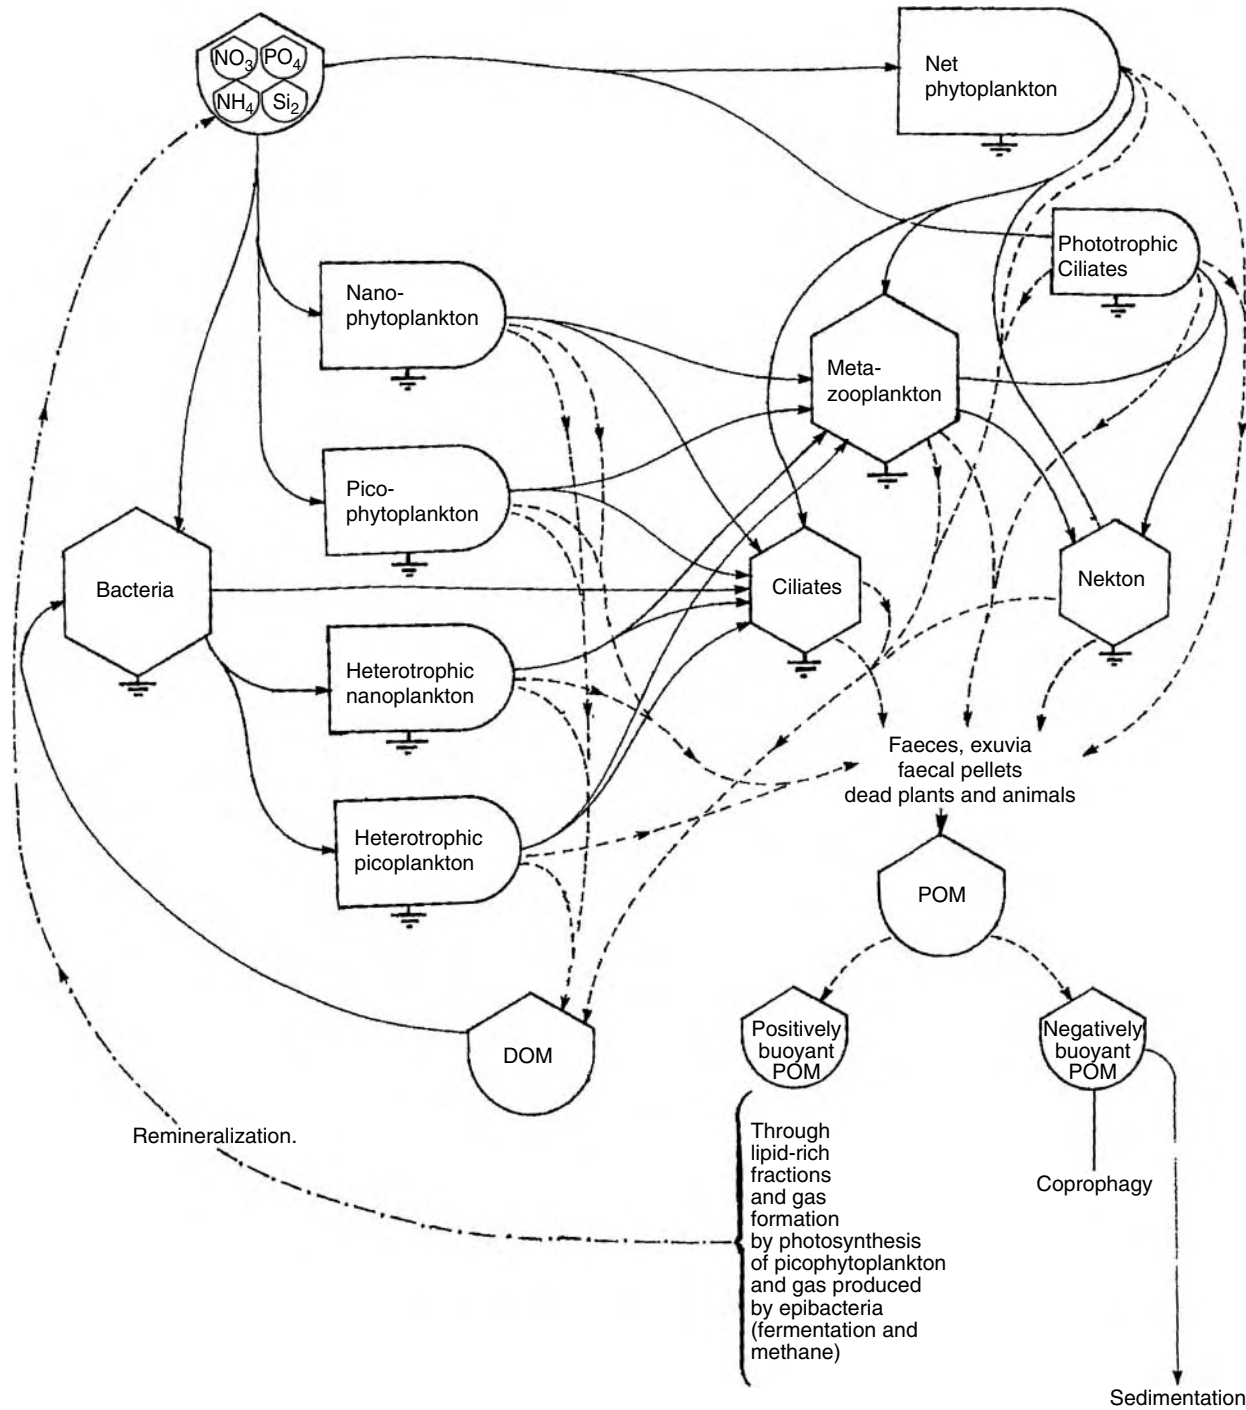 NO3
PO4
NH4
Si2
Net
phytoplankton
Phototrophic
Ciliates
Nano-
phytoplankton
Meta-
zooplankton
Pico-
phytoplankton
Bacteria
Ciliates
Nekton
Heterotrophic
nanoplankton
Faeces, exuvia
faecal pellets
dead plants and animals
Heterotrophic
picoplankton
POM
DOM
Positively
buoyant
POM
Negatively
buoyant
POM
Remineralization.
Through
lipid-rich
fractions
and gas
formation
by photosynthesis
of picophytoplankton
and gas produced
by epibacteria
(fermentation and
methane)
Coprophagy
Sedimentation